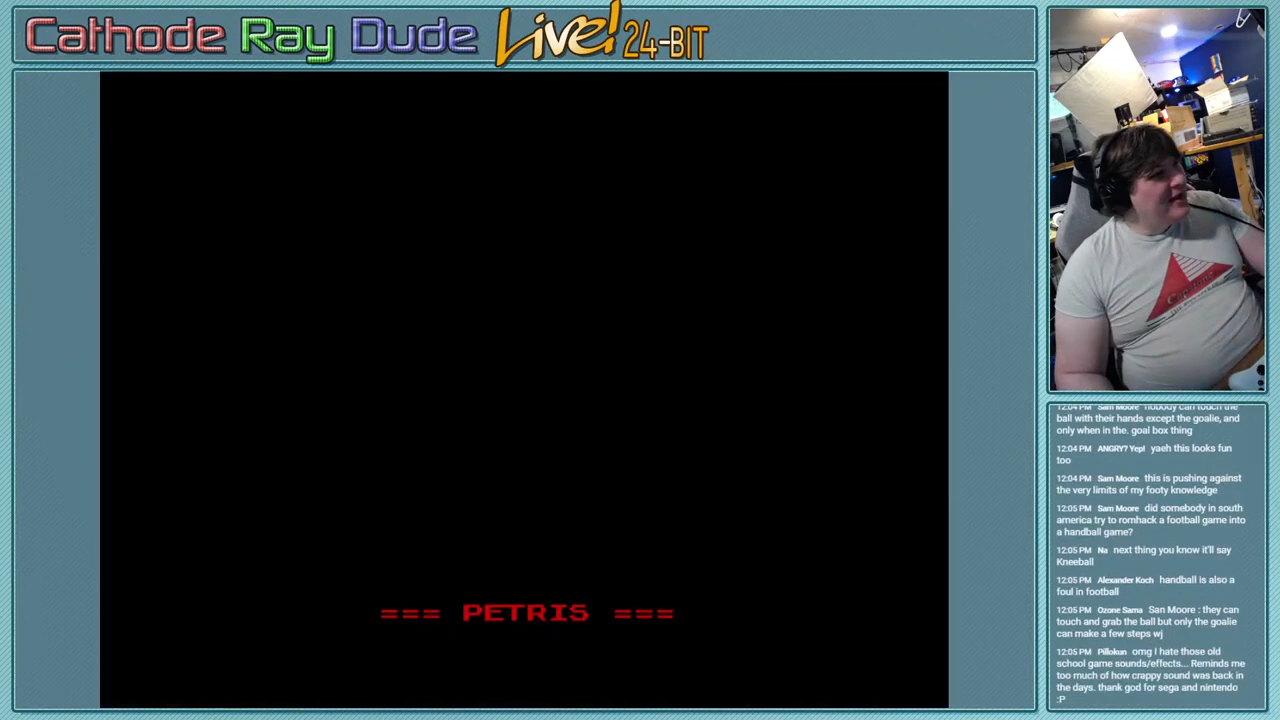 Cathode Ray Dude Live! 24-BIT
=== PETRIS ===
12:04 PM Sam Moore nobody can touch the
ball with their hands except the goalie, and
only when in the. goal box thing
12:04 PM ANGRY? Yep! yaeh this looks fun
too
12:04 PM Sam Moore this is pushing against
the very limits of my footy knowledge
12:05 PM Sam Moore did somebody in south
america try to romhack a football game into
a handball game?
12:05 PM Na next thing you know it'll say
Kneeball
12:05 PM Alexander Koch handball is also a
foul in football
12:05 PM Ozone Sama San Moore : they can
touch and grab the ball but only the goalie
can make a few steps wj
12:05 PM Pillokun omg I hate those old
school game sounds/effects... Reminds me
too much of how crappy sound was back in
the days. thank god for sega and nintendo
:P